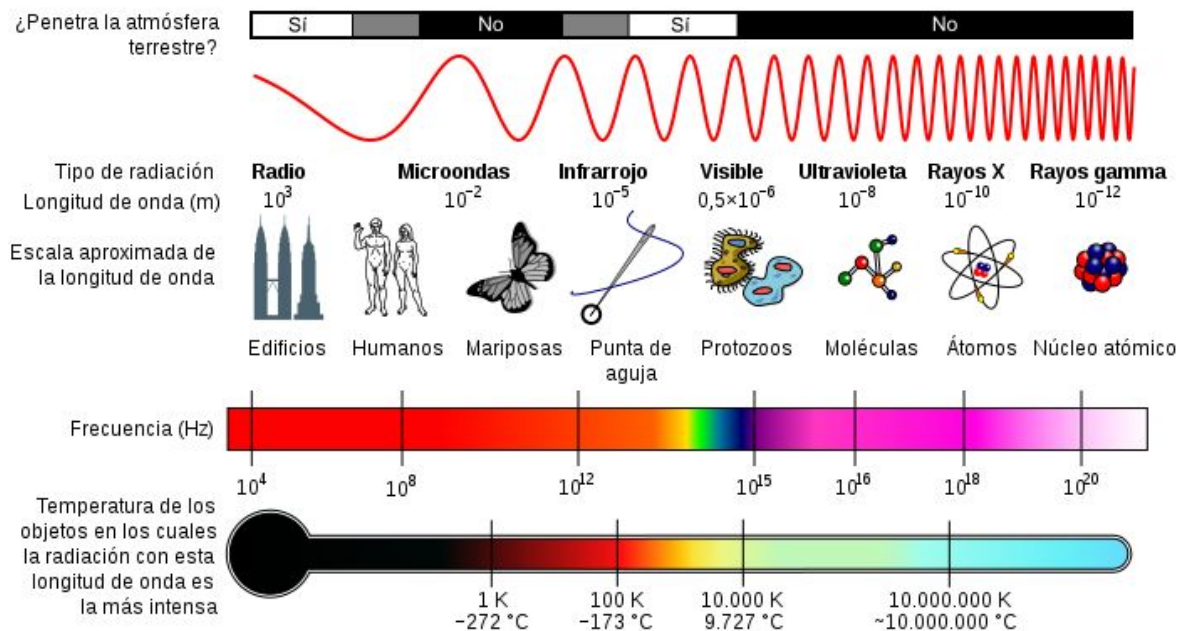 ¿Penetra la atmósfera
terrestre?
Sí No Sí No
Tipo de radiación Radio Microondas Infrarrojo Visible Ultravioleta Rayos X Rayos gamma
Longitud de onda (m) 10³ 10⁻² 10⁻⁵ 0,5×10⁻⁶ 10⁻⁸ 10⁻¹⁰ 10⁻¹²
Escala aproximada de
la longitud de onda
Edificios Humanos Mariposas Punta de Protozoos Moléculas Átomos Núcleo atómico
aguja
Frecuencia (Hz)
10⁴ 10⁸ 10¹² 10¹⁵ 10¹⁶ 10¹⁸ 10²⁰
Temperatura de los
objetos en los cuales
la radiación con esta
longitud de onda es
la más intensa
1 K 100 K 10.000 K 10.000.000 K
−272 °C −173 °C 9.727 °C ~10.000.000 °C